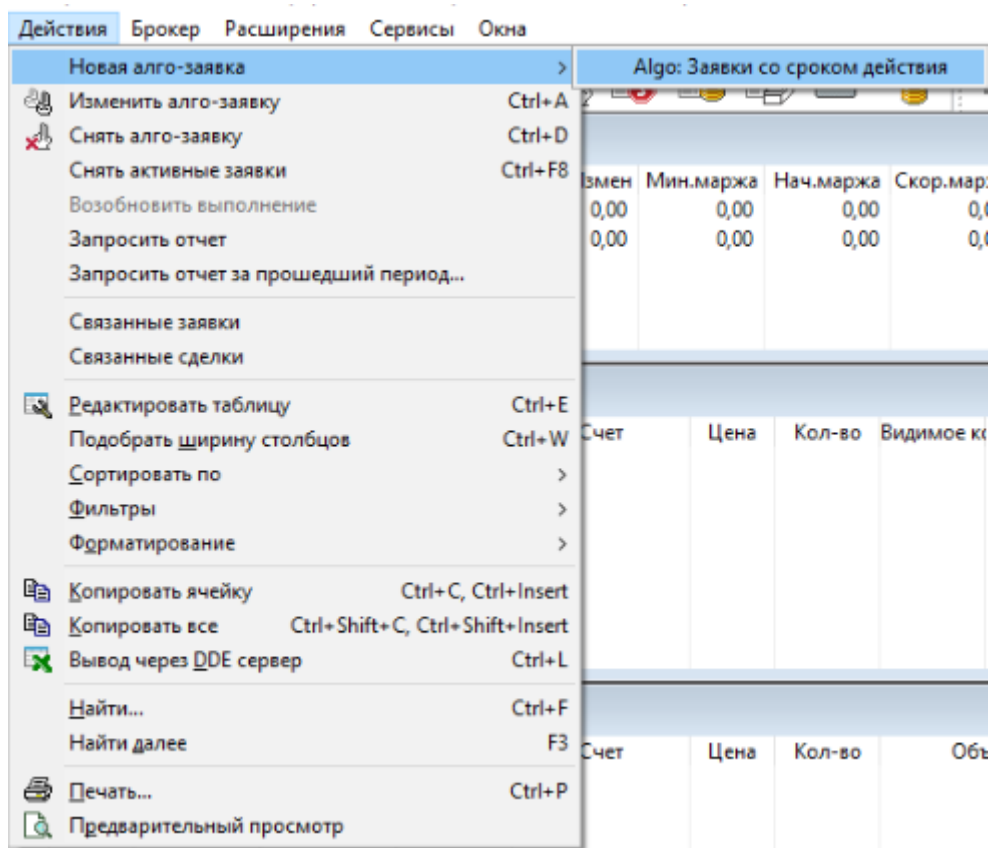 Действия Брокер Расширения Сервисы Окна
Новая алго-заявка > Algo: Заявки со сроком действия
Изменить алго-заявку Ctrl+A
Снять алго-заявку Ctrl+D
Снять активные заявки Ctrl+F8
Мин.маржа Нач.маржа
Возобновить выполнение 0,00 0,00 0,00
Запросить отчет 0,00 0,00 0,00
Запросить отчет за прошедший период...
Связанные заявки
Связанные сделки
Редактировать таблицу Ctrl+E
Подобрать ширину столбцов Ctrl+W
Счет Цена Кол-во Видимое
Сортировать по >
Фильтры >
Форматирование >
Копировать ячейку Ctrl+C, Ctrl+Insert
Копировать все Ctrl+Shift+C, Ctrl+Shift+Insert
Вывод через DDE сервер Ctrl+L
Найти... Ctrl+F
Найти далее F3
Счет Цена Кол-во
Печать... Ctrl+P
Предварительный просмотр